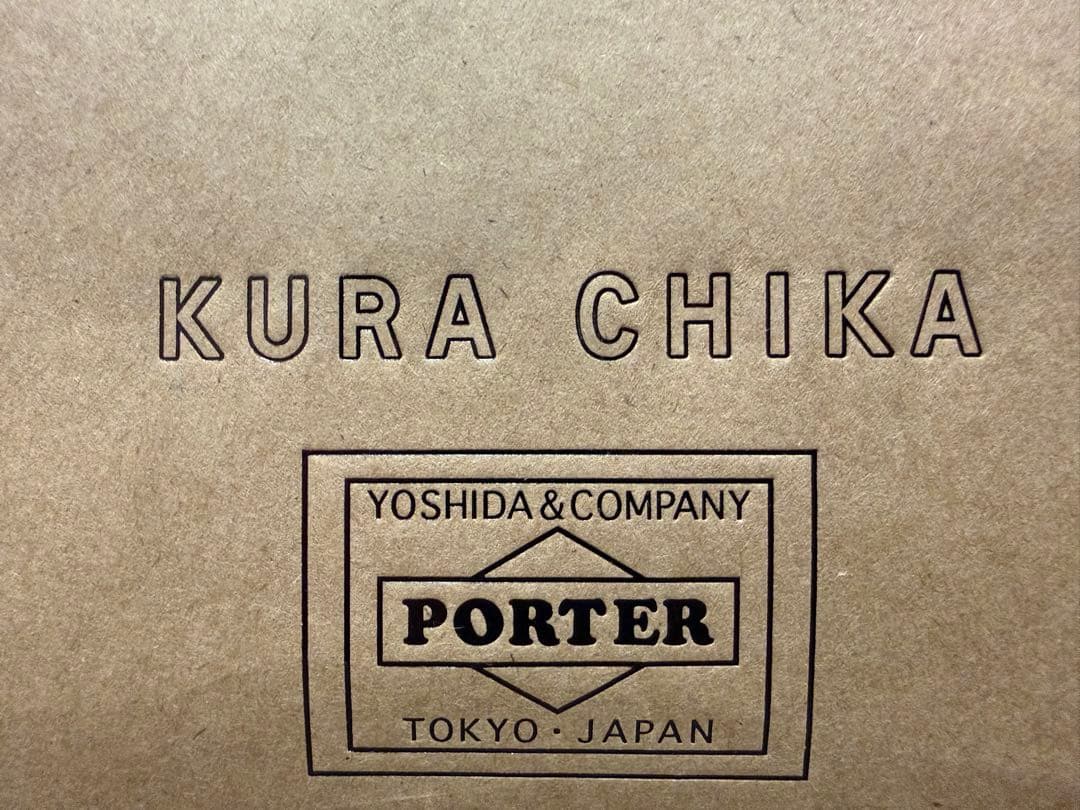 KURA CHIKA
YOSHIDA & COMPANY
PORTER
TOKYO・JAPAN